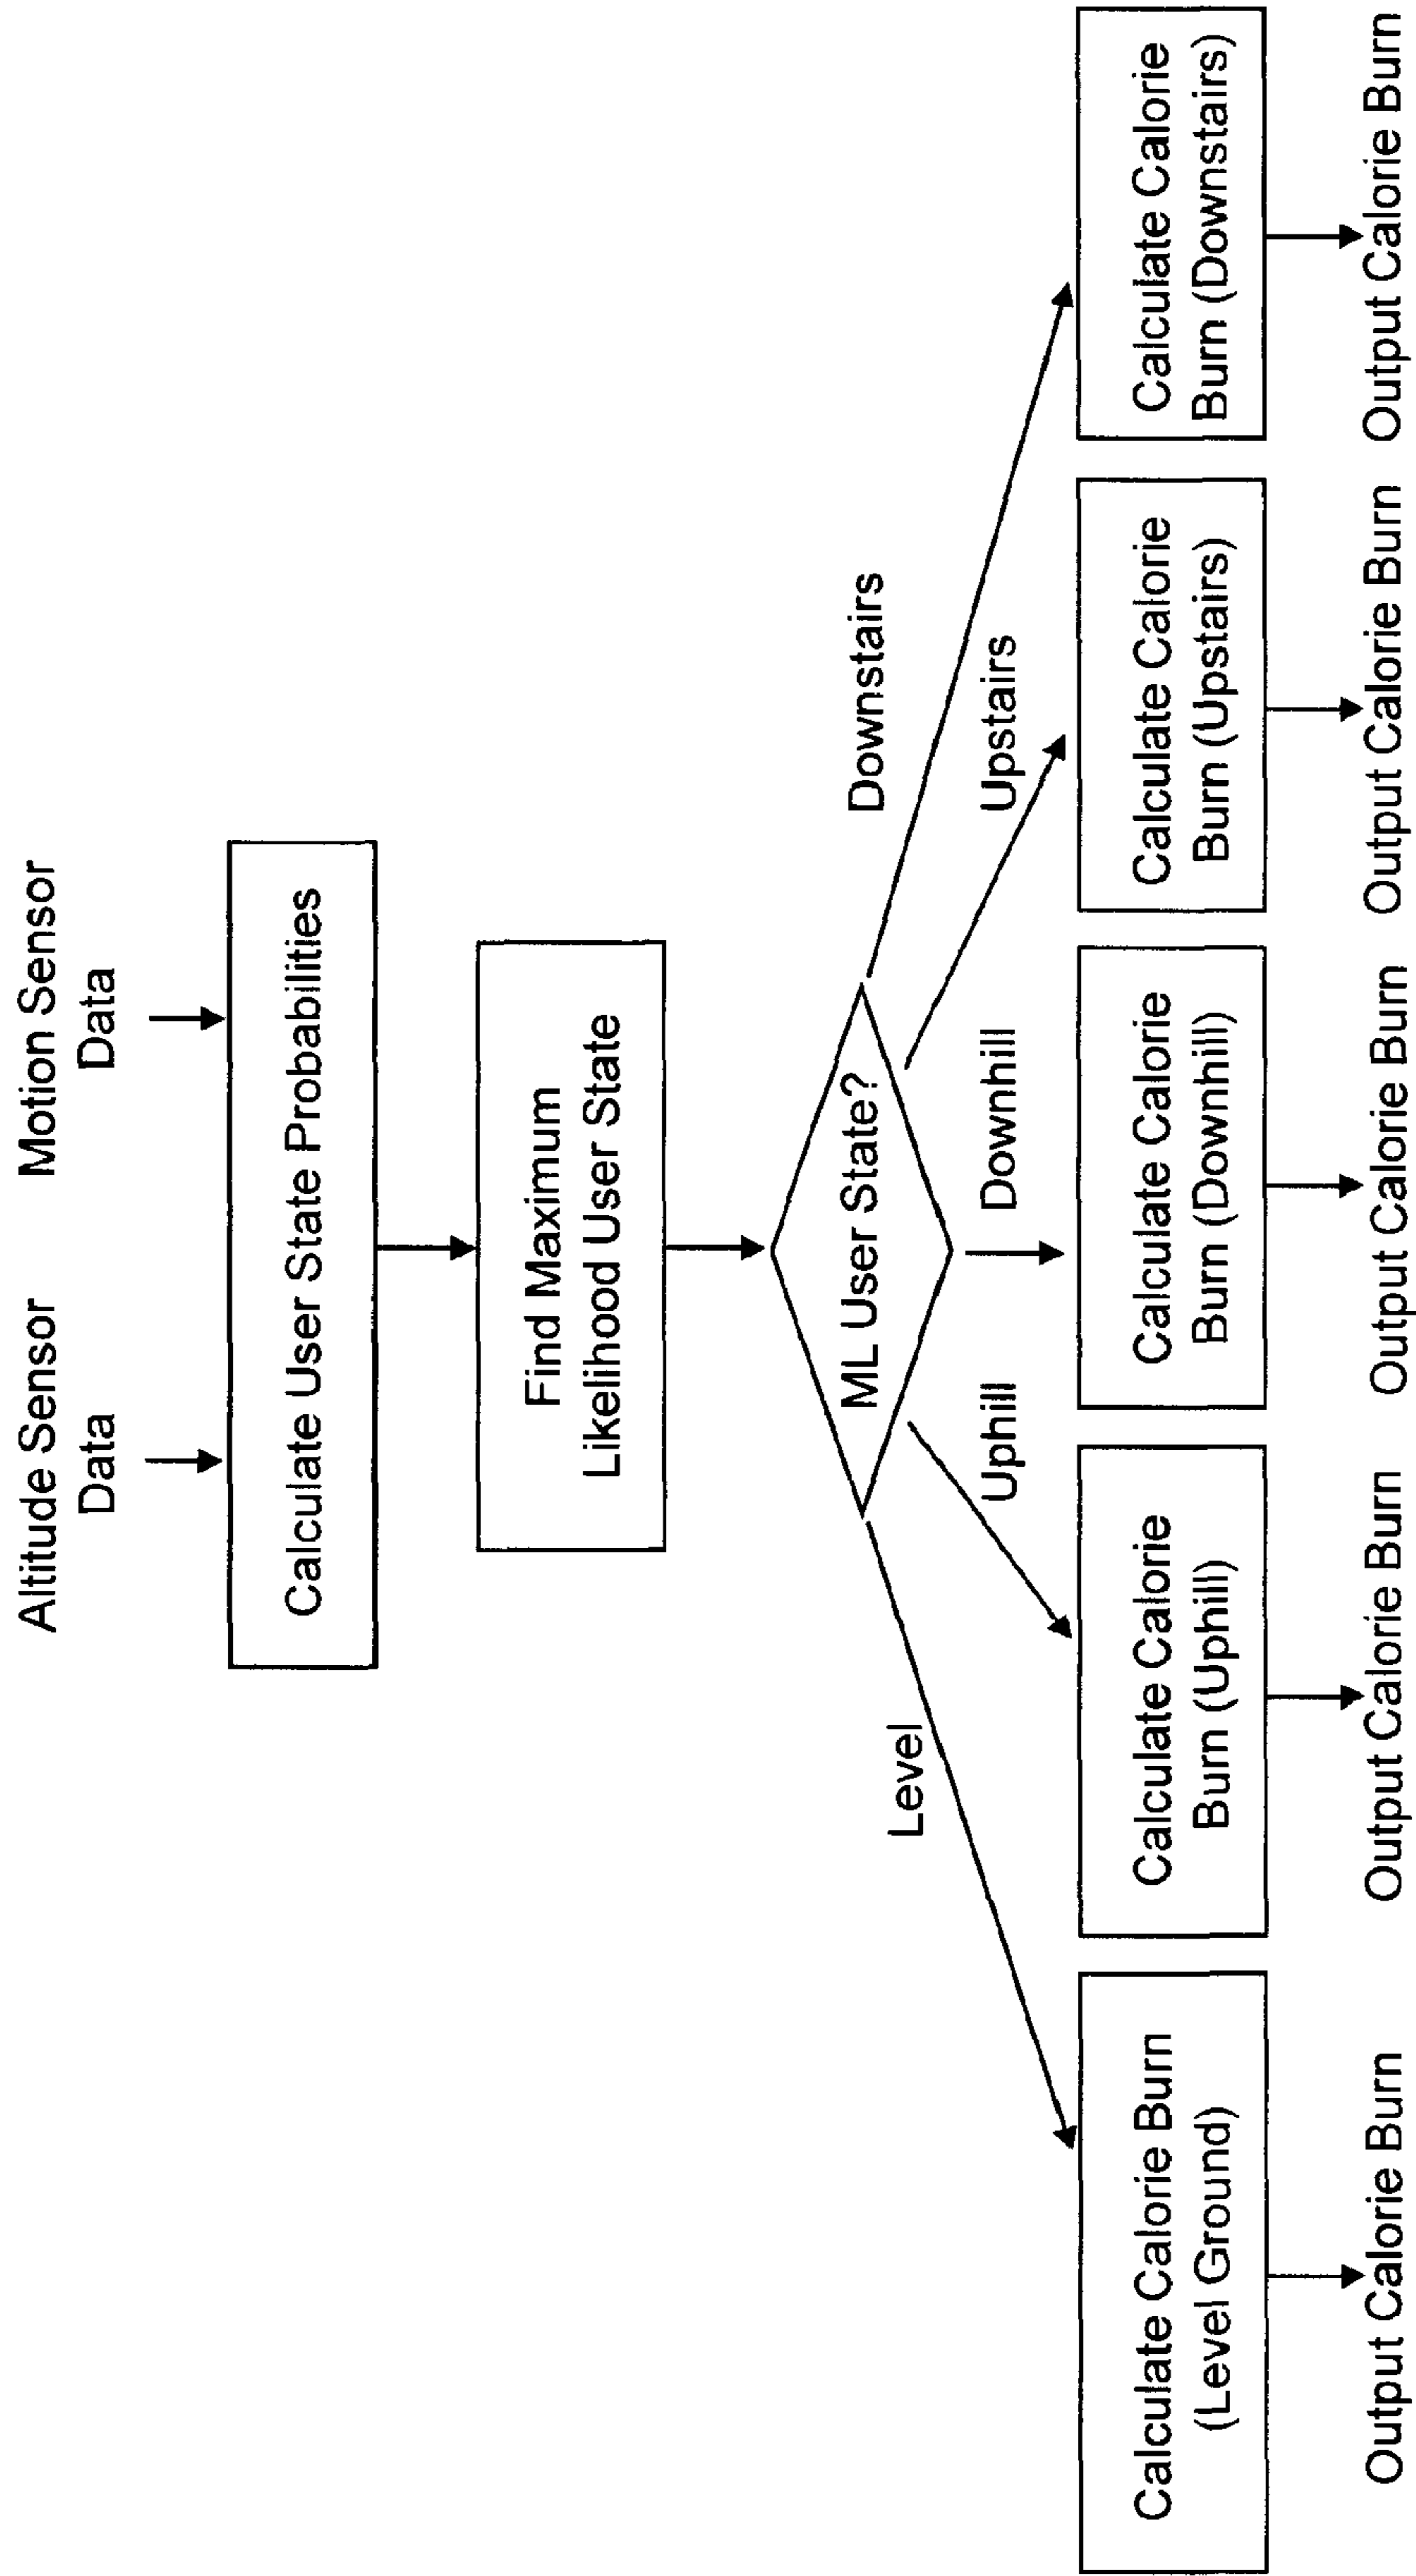 Altitude Sensor
Data
Motion Sensor
Data
Calculate User State Probabilities
Find Maximum
Likelihood User State
ML User State?
Level
Uphill
Downhill
Upstairs
Downstairs
Calculate Calorie Burn
(Level Ground)
Calculate Calorie
Burn (Uphill)
Calculate Calorie
Burn (Downhill)
Calculate Calorie
Burn (Upstairs)
Calculate Calorie
Burn (Downstairs)
Output Calorie Burn
Output Calorie Burn
Output Calorie Burn
Output Calorie Burn
Output Calorie Burn